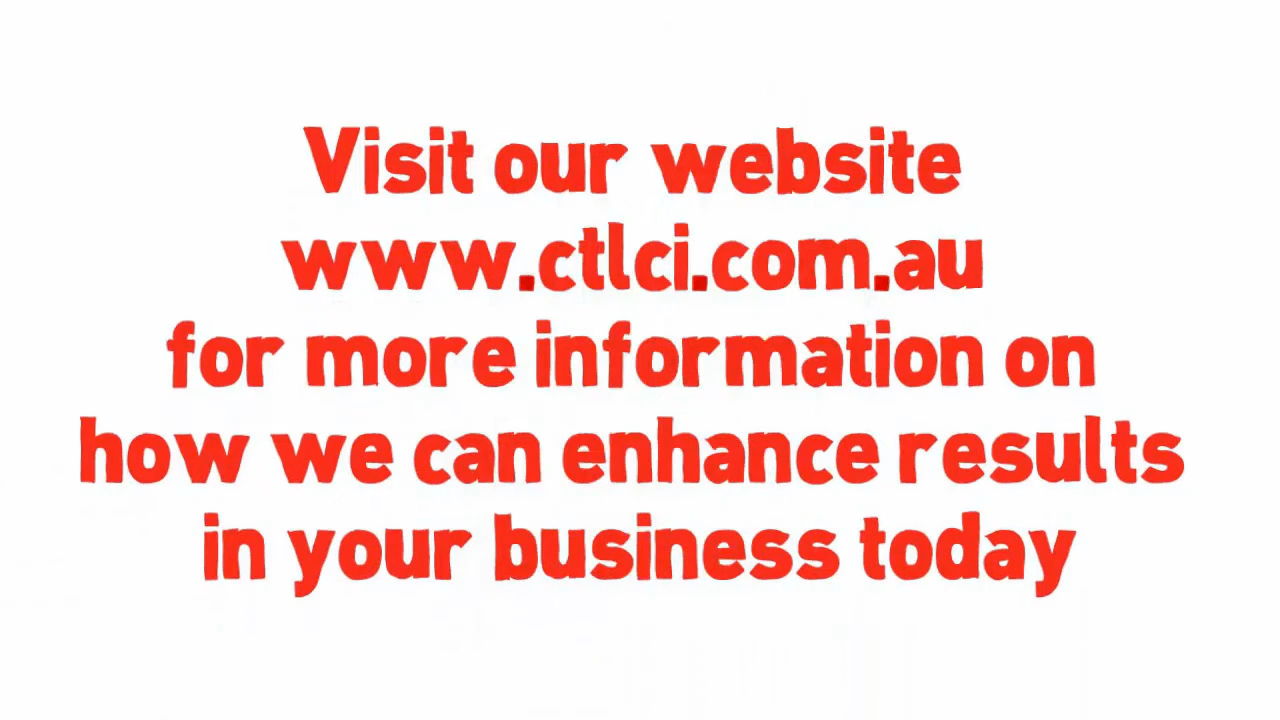 Visit our website
www.ctlci.com.au
for more information on
how we can enhance results
in your business today